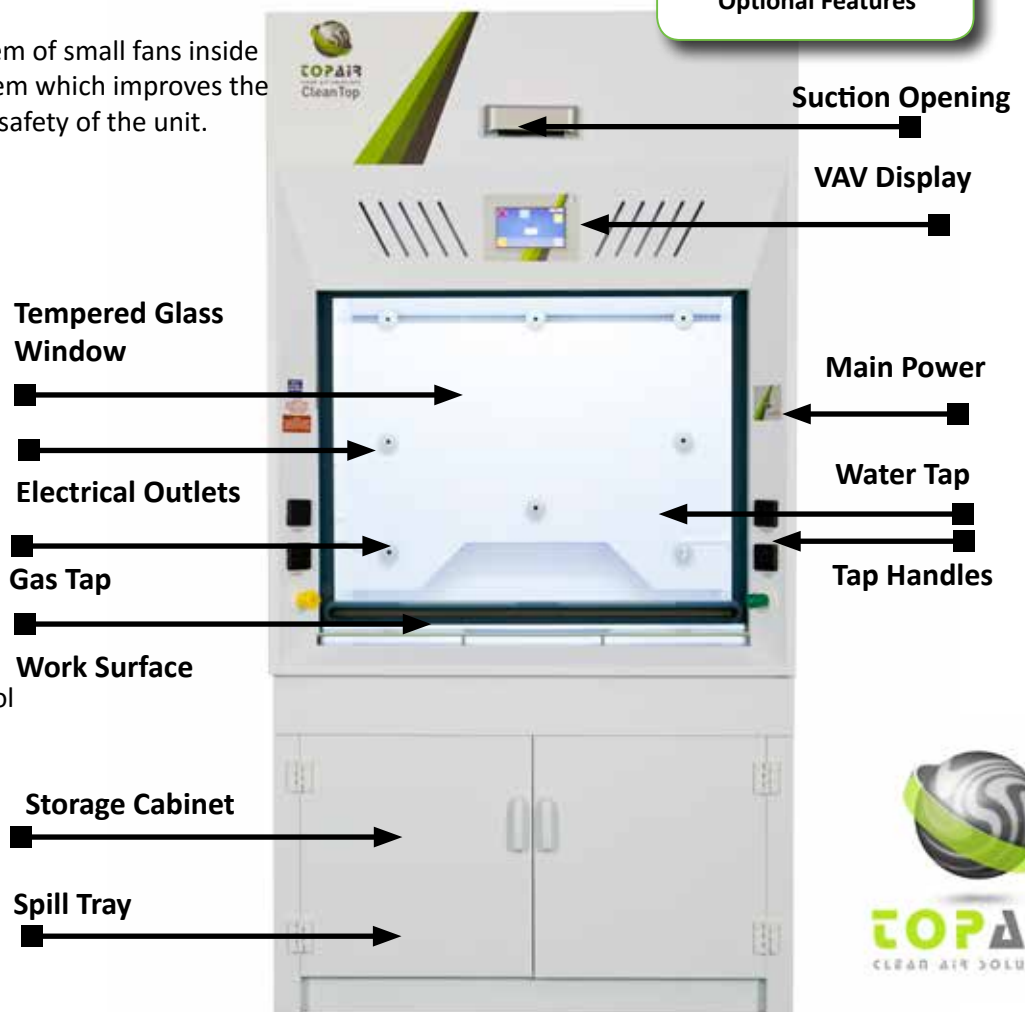 Optional Features
em of small fans inside
em which improves the
safety of the unit.
TOPAIR
CleanTop
Suction Opening
VAV Display
Tempered Glass
Window
Main Power
Electrical Outlets
Water Tap
Gas Tap
Tap Handles
Work Surface
ol
Storage Cabinet
Spill Tray
TOPA
CLEAN AIR SOLU